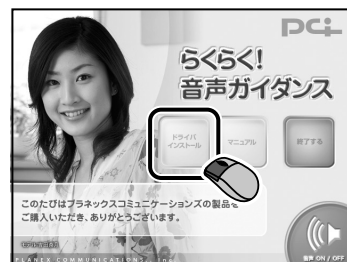 PCi
らくらく!
音声ガイダンス
ドライバ
インストール
マニュアル
終了する
このたびはプラネックスコミュニケーションズの製品を
ご購入いただき、ありがとうございます。
PLANEX COMMUNICATIONS, Inc.
音声 ON / OFF